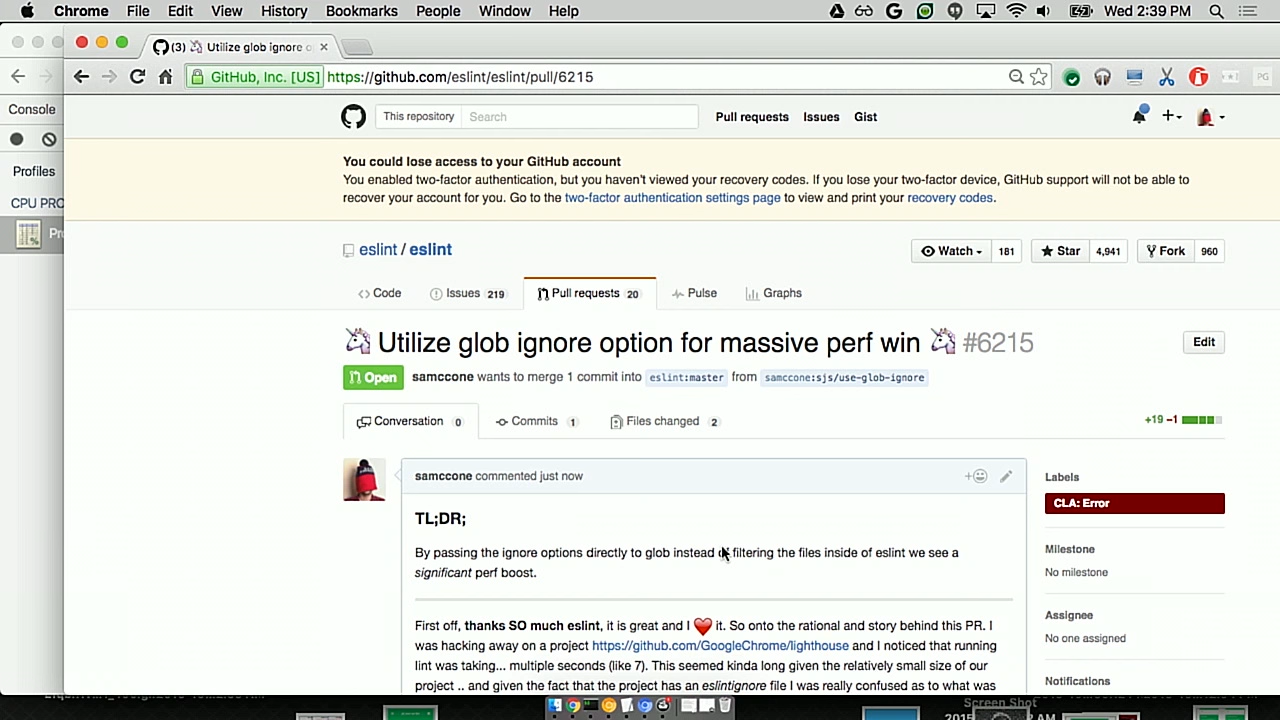 Chrome File Edit View History Bookmarks People Window Help Wed 2:39 PM
(3) Utilize glob ignore o
GitHub, Inc. [US] https://github.com/eslint/eslint/pull/6215
PG
Console
Profiles
CPU PRO
Pr
This repository Search Pull requests Issues Gist
You could lose access to your GitHub account
You enabled two-factor authentication, but you haven't viewed your recovery codes. If you lose your two-factor device, GitHub support will not be able to
recover your account for you. Go to the two-factor authentication settings page to view and print your recovery codes.
eslint / eslint
Watch 181 Star 4,941 Fork 960
Code Issues 219 Pull requests 20 Pulse Graphs
Utilize glob ignore option for massive perf win #6215
Edit
Open samccone wants to merge 1 commit into eslint:master from samccone:sjs/use-glob-ignore
Conversation 0 Commits 1 Files changed 2 +19 −1
samccone commented just now
TL;DR;
By passing the ignore options directly to glob instead of filtering the files inside of eslint we see a
significant perf boost.
First off, thanks SO much eslint, it is great and I ❤ it. So onto the rational and story behind this PR. I
was hacking away on a project https://github.com/GoogleChrome/lighthouse and I noticed that running
lint was taking... multiple seconds (like 7). This seemed kinda long given the relatively small size of our
project .. and given the fact that the project has an eslintignore file I was really confused as to what was
Labels
CLA: Error
Milestone
No milestone
Assignee
No one assigned
Notifications
Screen Shot